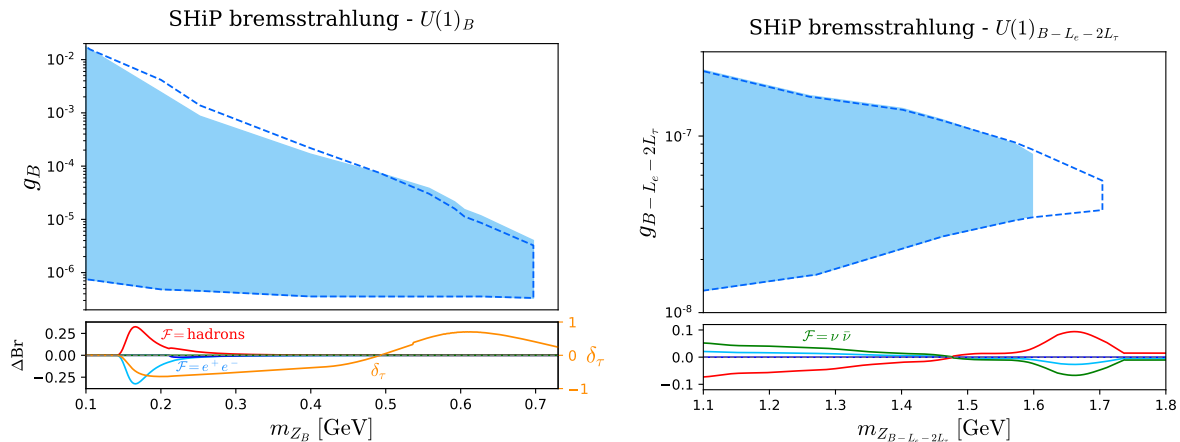 SHiP bremsstrahlung - U(1)_B
10^{-2}
10^{-3}
10^{-4}
10^{-5}
10^{-6}
g_B
0.25
0.00
−0.25
ΔBr
F = hadrons
F = e^+ e^-
δ_τ
1
0
−1
δ_τ
0.1 0.2 0.3 0.4 0.5 0.6 0.7
m_{Z_B} [GeV]
SHiP bremsstrahlung - U(1)_{B−L_e−2L_τ}
10^{-7}
10^{-8}
g_{B−L_e−2L_τ}
0.1
0.0
−0.1
F = ν ν̄
1.1 1.2 1.3 1.4 1.5 1.6 1.7 1.8
m_{Z_{B−L_e−2L_τ}} [GeV]